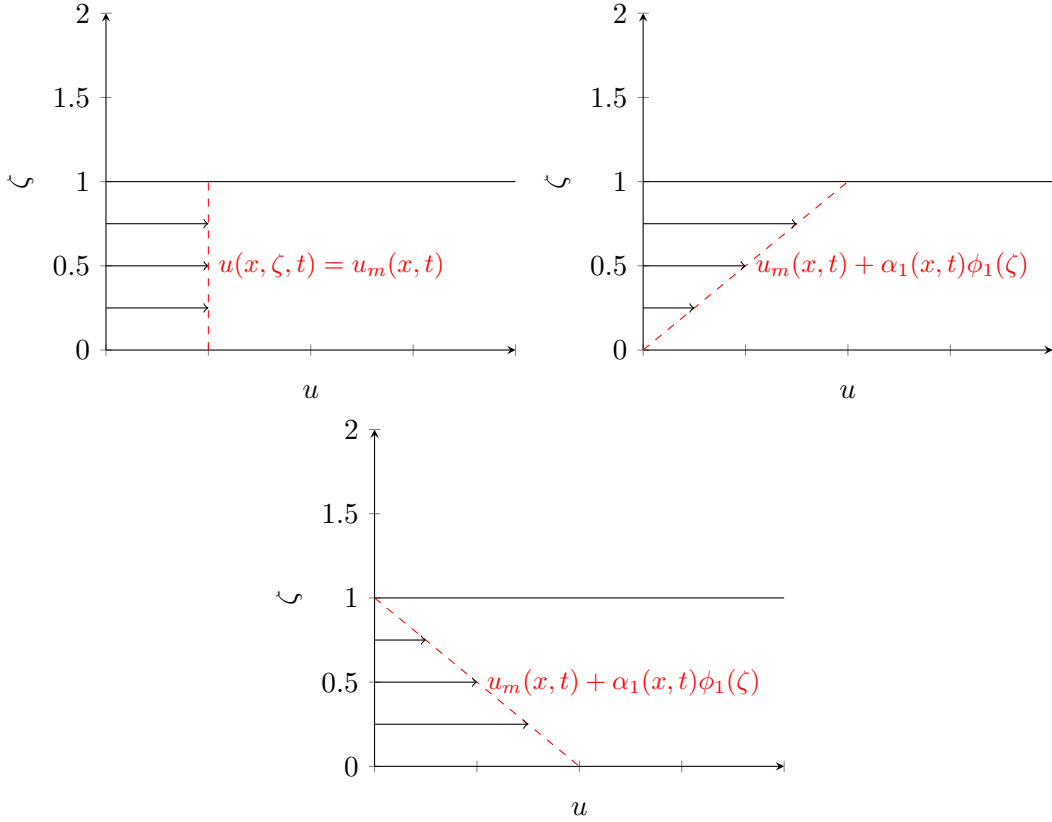 2
1.5
1
0.5
0
ζ
u(x, ζ, t) = u_m(x, t)
u
2
1.5
1
0.5
0
ζ
u_m(x, t) + α_1(x, t)ϕ_1(ζ)
u
2
1.5
1
0.5
0
ζ
u_m(x, t) + α_1(x, t)ϕ_1(ζ)
u